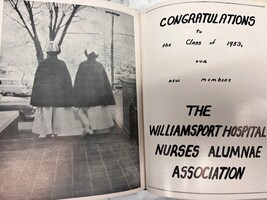 CONGRATULATIONS
to
the Class of 1953,
our
new members
THE
WILLIAMSPORT HOSPITAL
NURSES ALUMNAE
ASSOCIATION